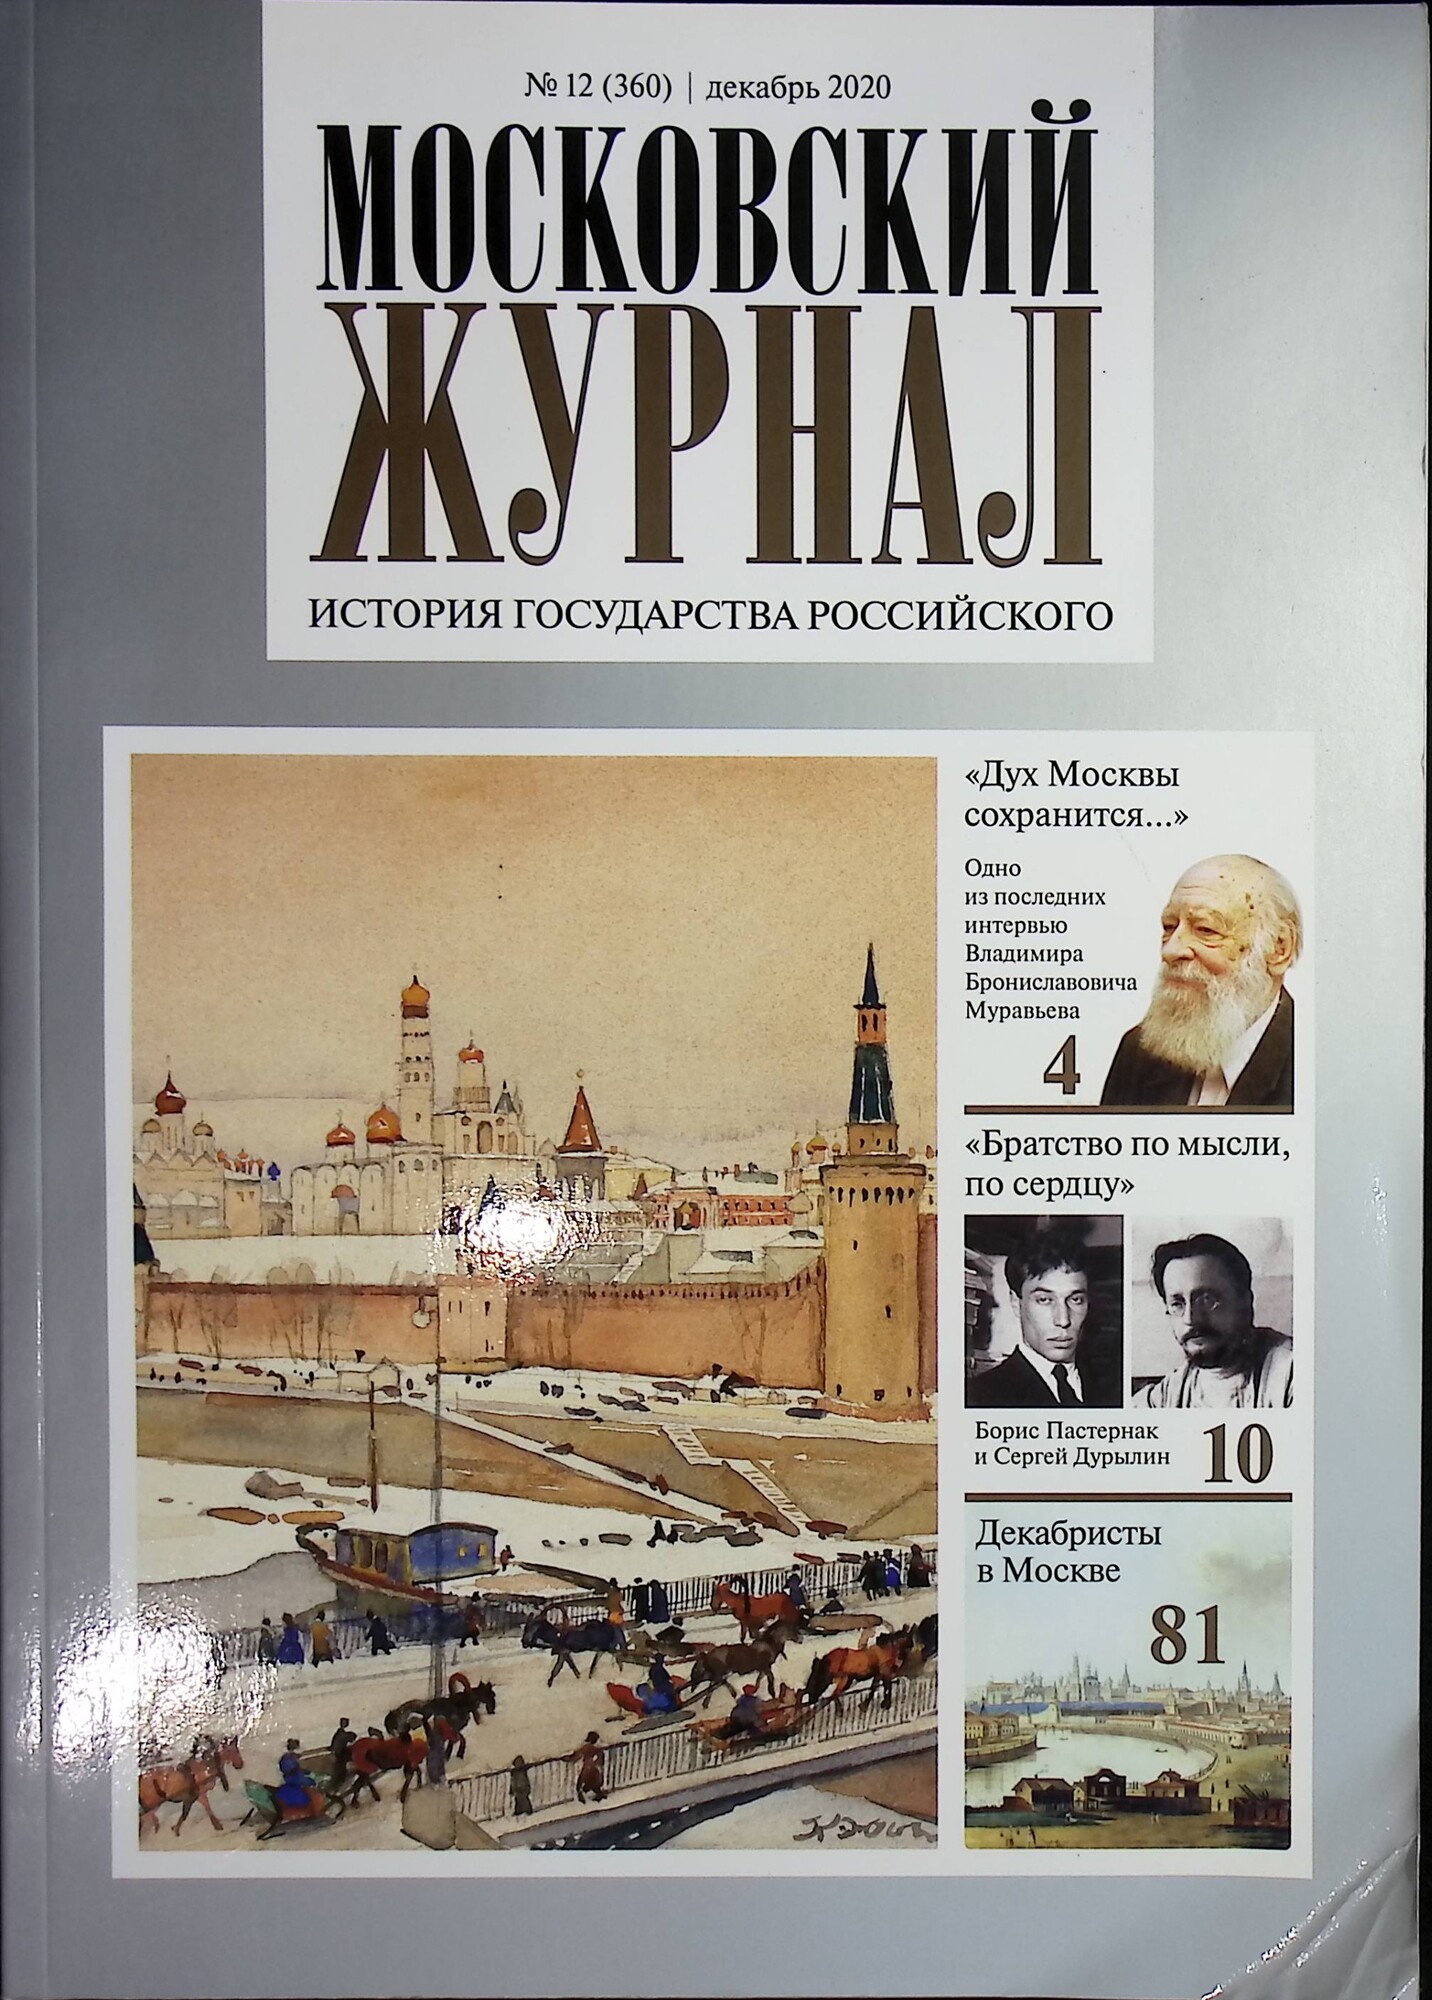 № 12 (360) | декабрь 2020
МОСКОВСКИЙ
ЖУРНАЛ
ИСТОРИЯ ГОСУДАРСТВА РОССИЙСКОГО
«Дух Москвы
сохранится...»
Одно
из последних
интервью
Владимира
Брониславовича
Муравьева
4
«Братство по мысли,
по сердцу»
Борис Пастернак
и Сергей Дурылин
10
Декабристы
в Москве
81